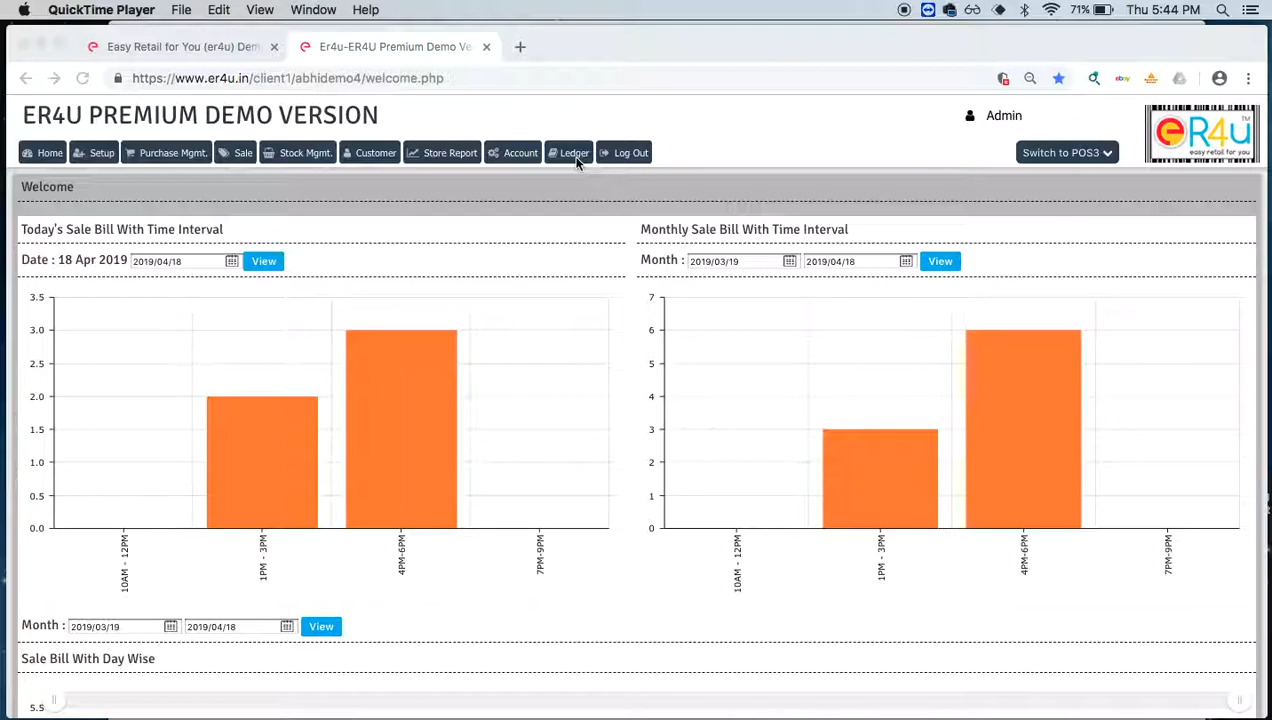 QuickTime Player File Edit View Window Help 71% Thu 5:44 PM
Easy Retail for You (er4u) Dem Er4u-ER4U Premium Demo Ve
https://www.er4u.in/client1/abhidemo4/welcome.php ebay
ER4U PREMIUM DEMO VERSION Admin
eR4u TM
easy retail for you
Home Setup Purchase Mgmt. Sale Stock Mgmt. Customer Store Report Account Ledger Log Out Switch to POS3
Welcome
Today's Sale Bill With Time Interval
Date : 18 Apr 2019 2019/04/18 View
3.5
3.0
2.5
2.0
1.5
1.0
0.5
0.0
10AM - 12PM
1PM - 3PM
4PM-6PM
7PM-9PM
Monthly Sale Bill With Time Interval
Month : 2019/03/19 2019/04/18 View
7
6
5
4
3
2
1
0
10AM - 12PM
1PM - 3PM
4PM-6PM
7PM-9PM
Month : 2019/03/19 2019/04/18 View
Sale Bill With Day Wise
5.5